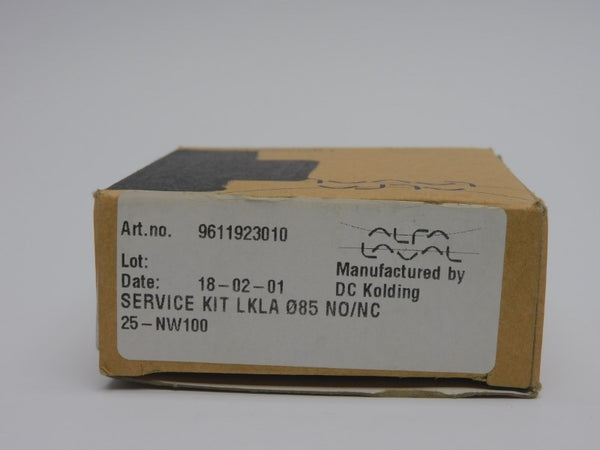 Art.no. 9611923010
ALFA
LAVAL
Lot:
Manufactured by
Date: 18-02-01
DC Kolding
SERVICE KIT LKLA Ø85 NO/NC
25-NW100